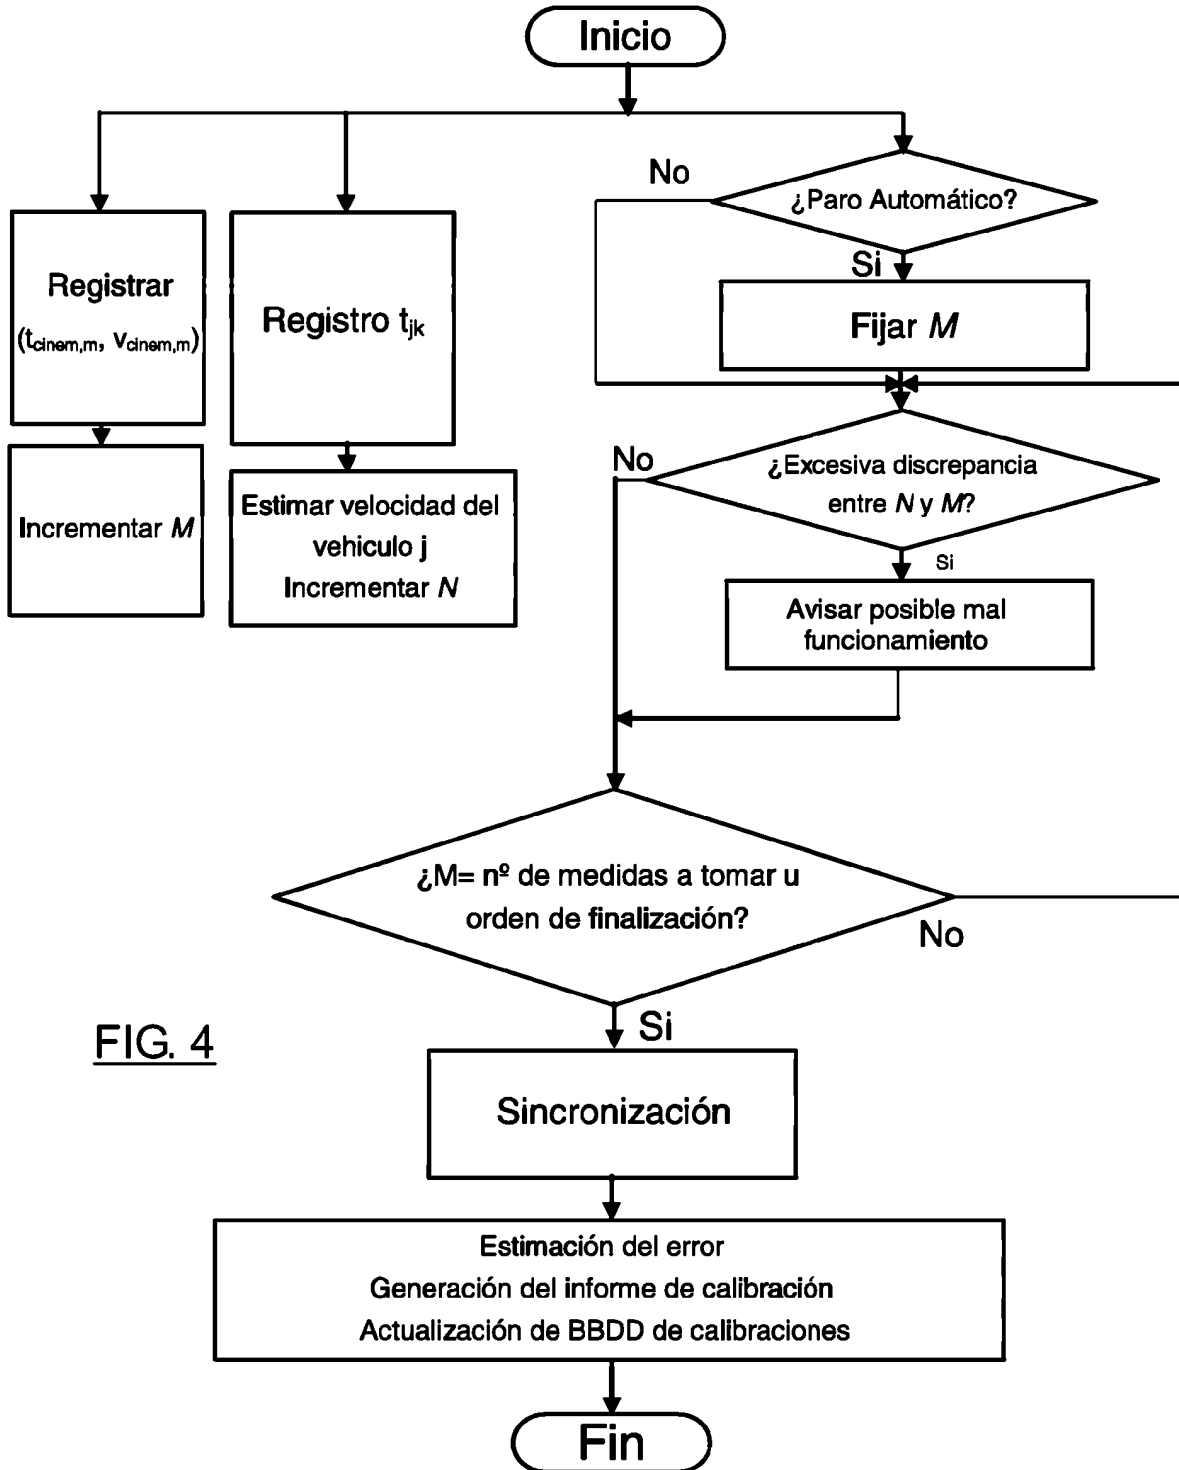 Inicio
No
¿Paro Automático?
Si
Registrar
(tcinem,m, vcinem,m)
Registro tjk
Fijar M
No
¿Excesiva discrepancia
entre N y M?
Si
Incrementar M
Estimar velocidad del
vehiculo j
Incrementar N
Avisar posible mal
funcionamiento
¿M= nº de medidas a tomar u
orden de finalización?
No
Si
FIG. 4
Sincronización
Estimación del error
Generación del informe de calibración
Actualización de BBDD de calibraciones
Fin